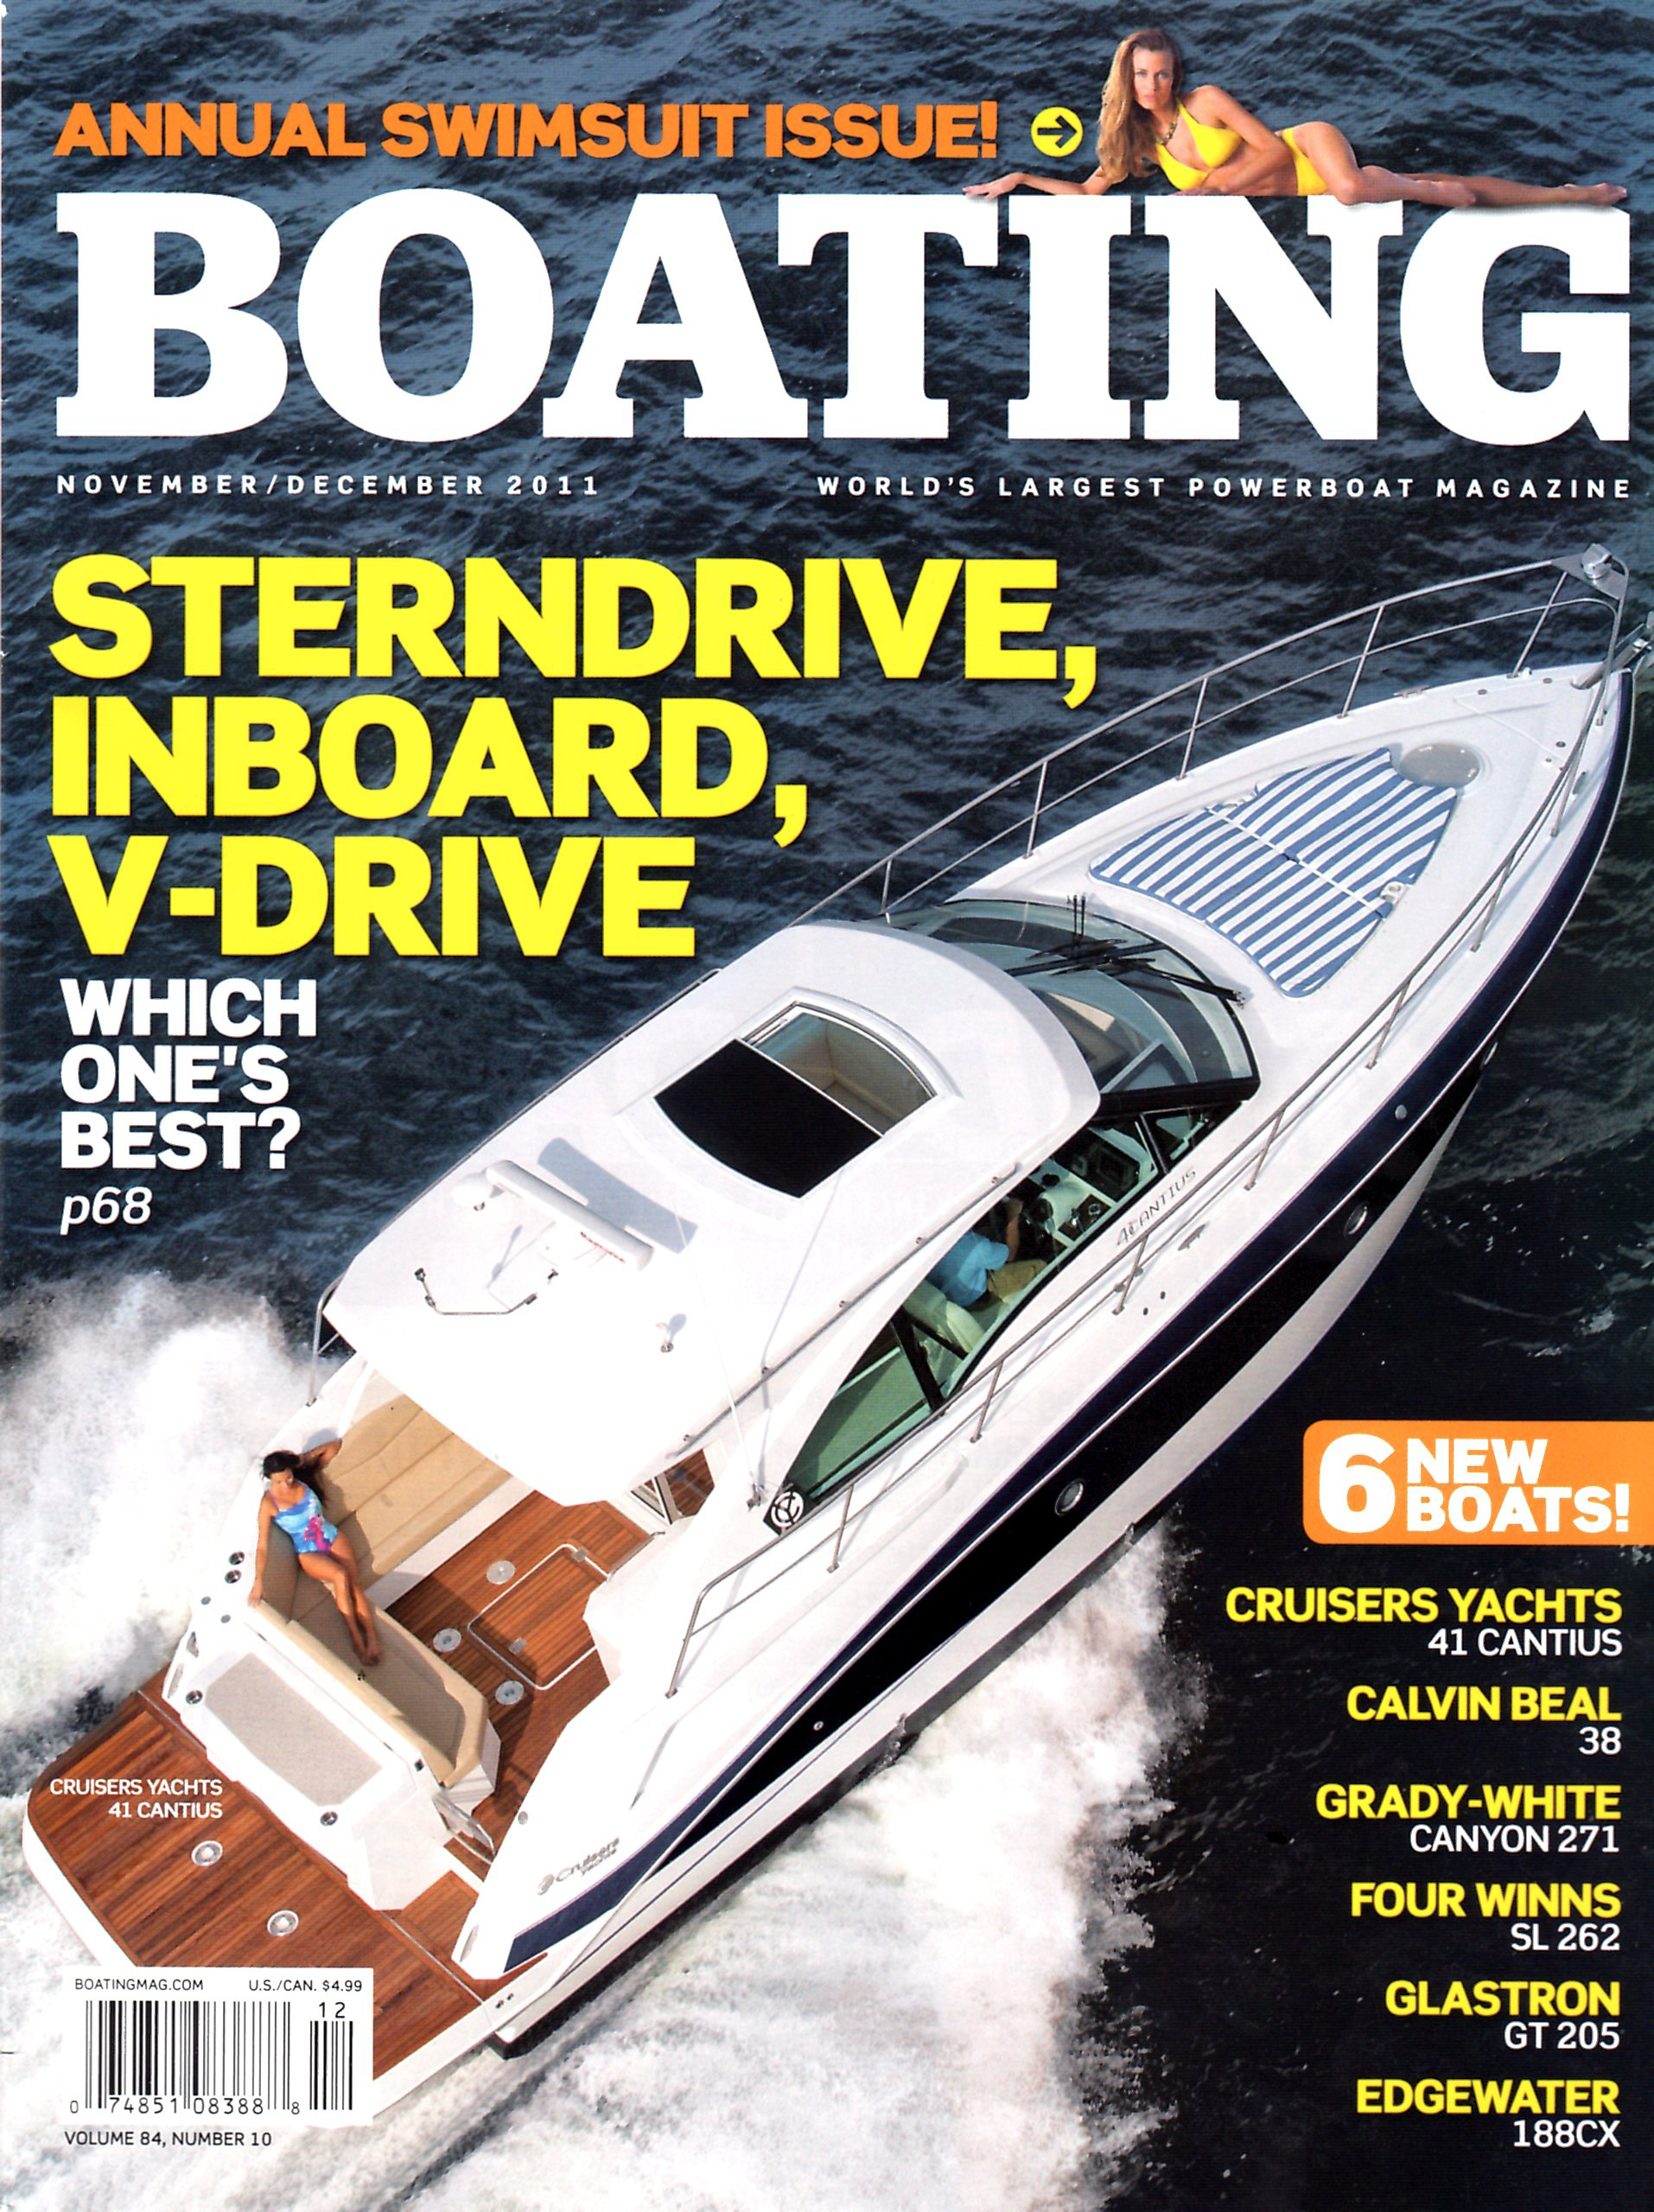 ANNUAL SWIMSUIT ISSUE!
BOATING
NOVEMBER/DECEMBER 2011
WORLD'S LARGEST POWERBOAT MAGAZINE
STERNDRIVE,
INBOARD,
V-DRIVE
WHICH
ONE'S
BEST?
p68
CANTIUS
6 NEW
BOATS!
CRUISERS YACHTS
41 CANTIUS
CALVIN BEAL
38
GRADY-WHITE
CANYON 271
FOUR WINNS
SL 262
GLASTRON
GT 205
EDGEWATER
188CX
CRUISERS YACHTS
41 CANTIUS
Cruisers
Yachts
BOATINGMAG.COM
U.S./CAN. $4.99
12
0 74851 08388 8
VOLUME 84, NUMBER 10